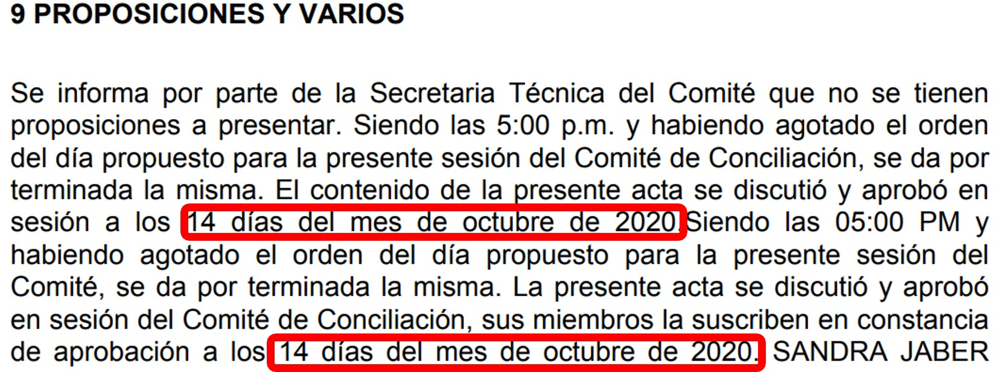 9 PROPOSICIONES Y VARIOS
Se informa por parte de la Secretaria Técnica del Comité que no se tienen
proposiciones a presentar. Siendo las 5:00 p.m. y habiendo agotado el orden
del día propuesto para la presente sesión del Comité de Conciliación, se da por
terminada la misma. El contenido de la presente acta se discutió y aprobó en
sesión a los 14 días del mes de octubre de 2020.Siendo las 05:00 PM y
habiendo agotado el orden del día propuesto para la presente sesión del
Comité, se da por terminada la misma. La presente acta se discutió y aprobó
en sesión del Comité de Conciliación, sus miembros la suscriben en constancia
de aprobación a los 14 días del mes de octubre de 2020. SANDRA JABER